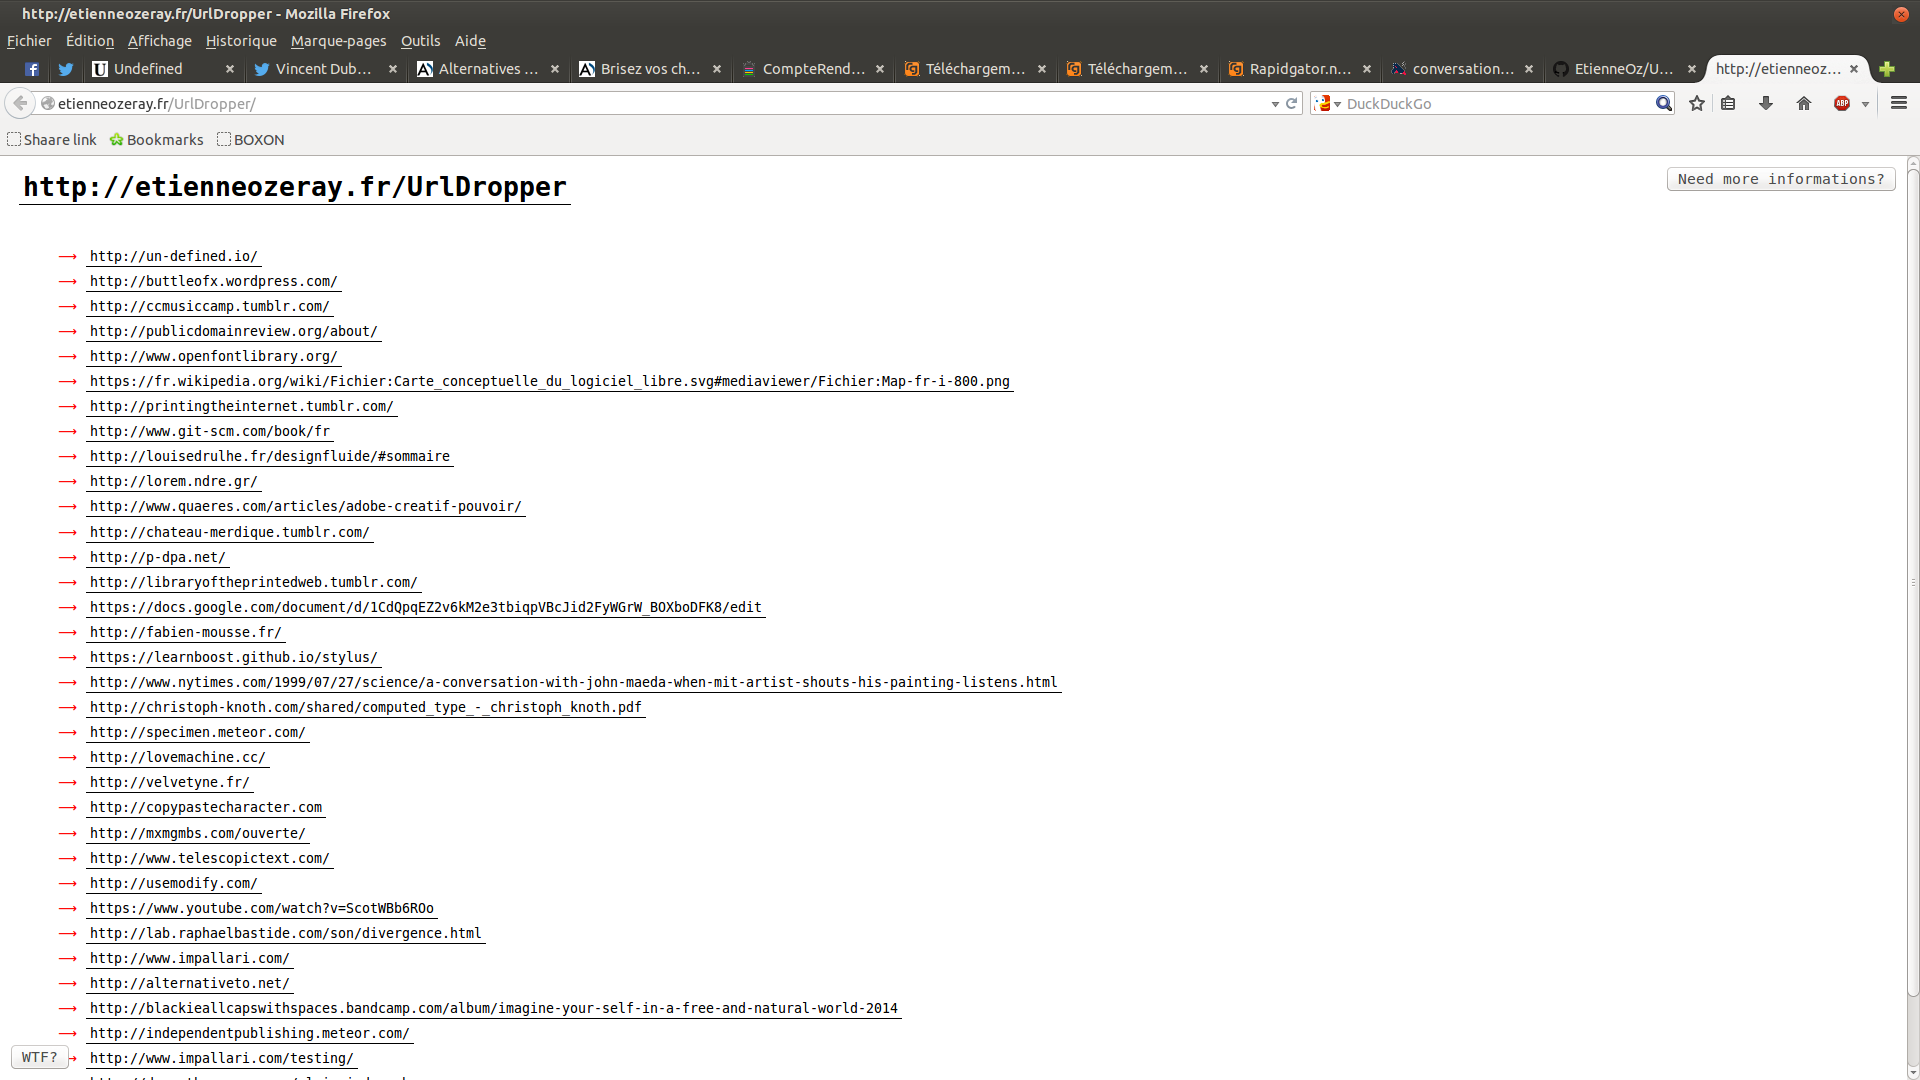 http://etienneozeray.fr/UrlDropper - Mozilla Firefox
Fichier Édition Affichage Historique Marque-pages Outils Aide
Undefined Vincent Dub... Alternatives ... Brisez vos ch... CompteRend... Téléchargem... Téléchargem... Rapidgator.n... conversation... EtienneOz/U... http://etienneoz...
etienneozeray.fr/UrlDropper/ DuckDuckGo ABP
Shaare link Bookmarks BOXON
http://etienneozeray.fr/UrlDropper
Need more informations?
→ http://un-defined.io/
→ http://buttleofx.wordpress.com/
→ http://ccmusiccamp.tumblr.com/
→ http://publicdomainreview.org/about/
→ http://www.openfontlibrary.org/
→ https://fr.wikipedia.org/wiki/Fichier:Carte_conceptuelle_du_logiciel_libre.svg#mediaviewer/Fichier:Map-fr-i-800.png
→ http://printingtheinternet.tumblr.com/
→ http://www.git-scm.com/book/fr
→ http://louisedrulhe.fr/designfluide/#sommaire
→ http://lorem.ndre.gr/
→ http://www.quaeres.com/articles/adobe-creatif-pouvoir/
→ http://chateau-merdique.tumblr.com/
→ http://p-dpa.net/
→ http://libraryoftheprintedweb.tumblr.com/
→ https://docs.google.com/document/d/1CdQpqEZ2v6kM2e3tbiqpVBcJid2FyWGrW_BOXboDFK8/edit
→ http://fabien-mousse.fr/
→ https://learnboost.github.io/stylus/
→ http://www.nytimes.com/1999/07/27/science/a-conversation-with-john-maeda-when-mit-artist-shouts-his-painting-listens.html
→ http://christoph-knoth.com/shared/computed_type_-_christoph_knoth.pdf
→ http://specimen.meteor.com/
→ http://lovemachine.cc/
→ http://velvetyne.fr/
→ http://copypastecharacter.com
→ http://mxmgmbs.com/ouverte/
→ http://www.telescopictext.com/
→ http://usemodify.com/
→ https://www.youtube.com/watch?v=ScotWBb6ROo
→ http://lab.raphaelbastide.com/son/divergence.html
→ http://www.impallari.com/
→ http://alternativeto.net/
→ http://blackieallcapswithspaces.bandcamp.com/album/imagine-your-self-in-a-free-and-natural-world-2014
→ http://independentpublishing.meteor.com/
WTF? → http://www.impallari.com/testing/